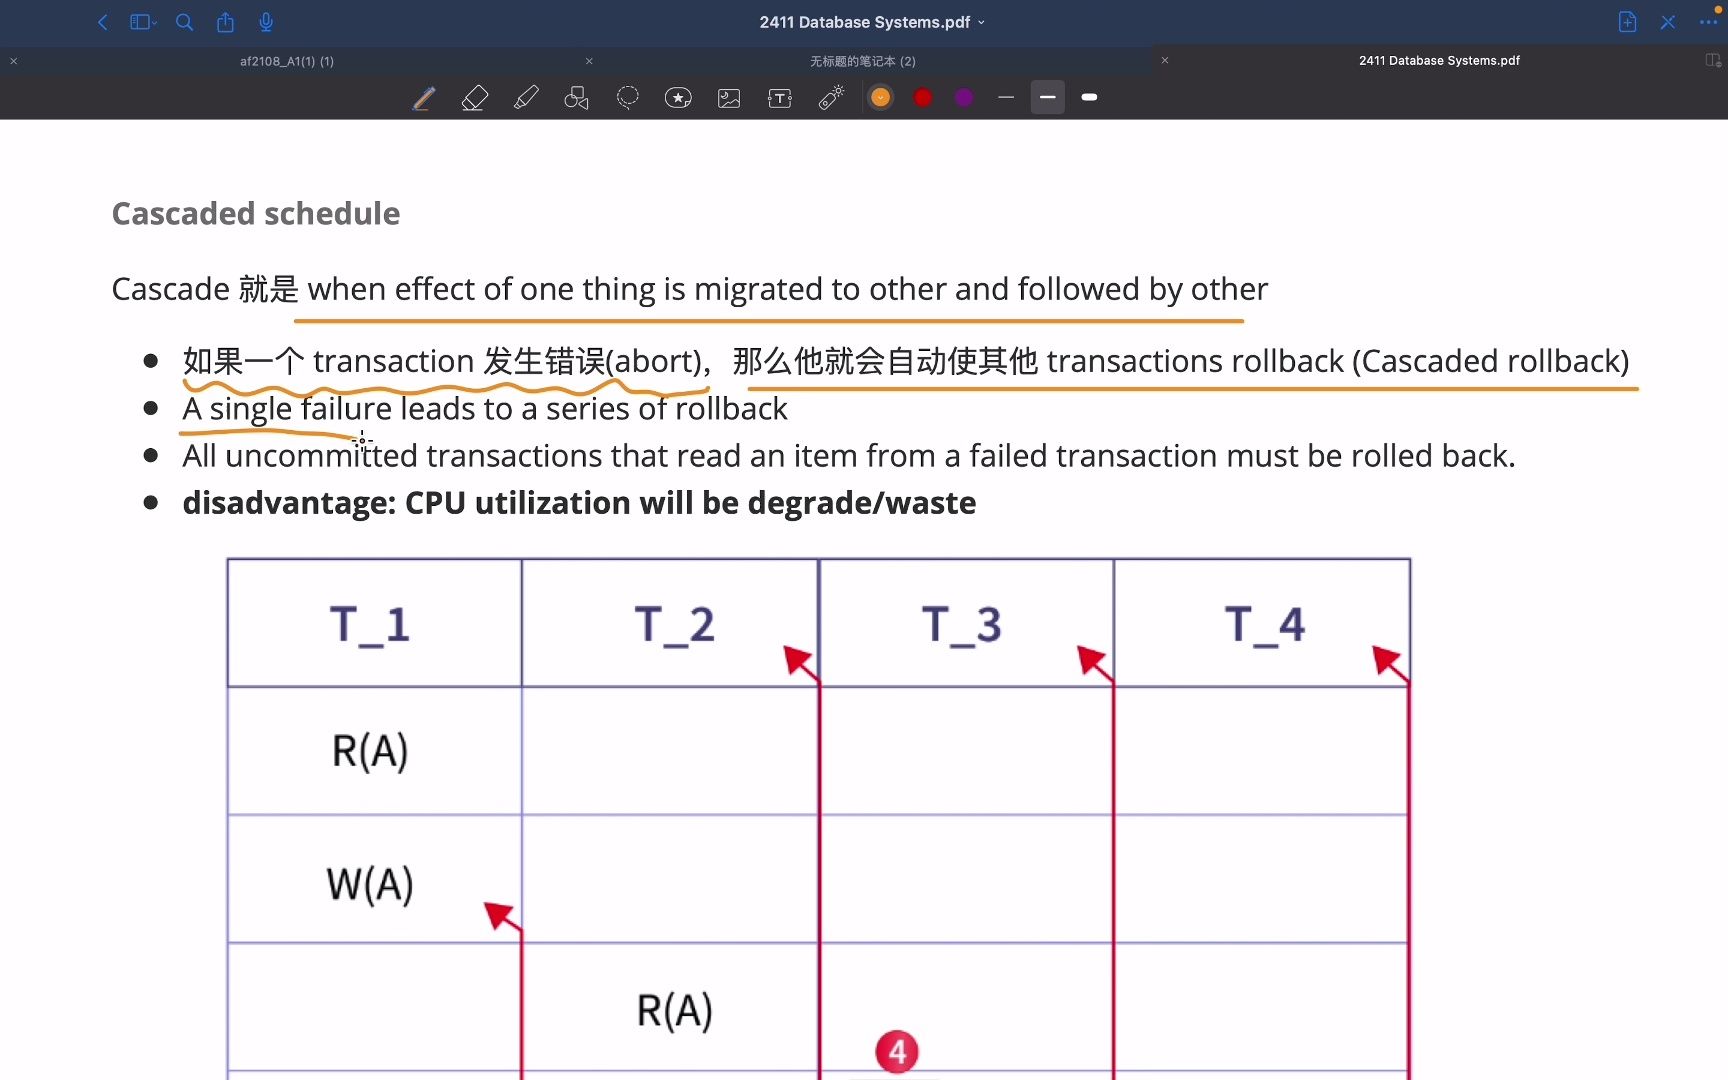 2411 Database Systems.pdf
af2108_A1(1) (1)
无标题的笔记本 (2)
2411 Database Systems.pdf
Cascaded schedule
Cascade 就是 when effect of one thing is migrated to other and followed by other
如果一个 transaction 发生错误(abort)，那么他就会自动使其他 transactions rollback (Cascaded rollback)
A single failure leads to a series of rollback
All uncommitted transactions that read an item from a failed transaction must be rolled back.
disadvantage: CPU utilization will be degrade/waste
T_1 T_2 T_3 T_4
R(A)
W(A)
R(A)
4